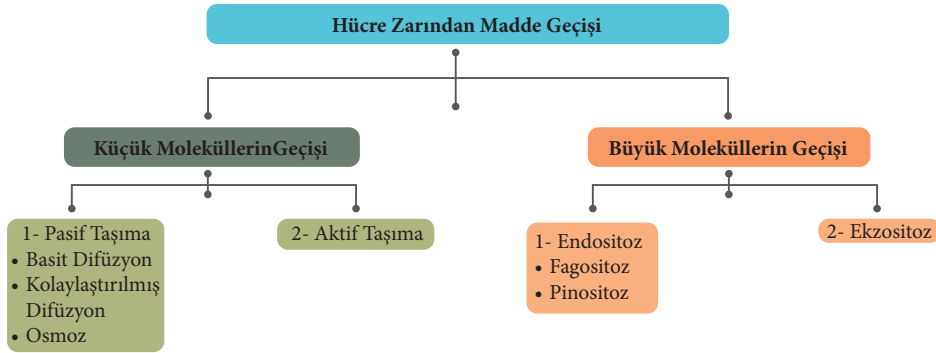 Hücre Zarından Madde Geçişi
Küçük MoleküllerinGeçişi
Büyük Moleküllerin Geçişi
1- Pasif Taşıma
• Basit Difüzyon
• Kolaylaştırılmış
Difüzyon
• Osmoz
2- Aktif Taşıma
1- Endositoz
• Fagositoz
• Pinositoz
2- Ekzositoz